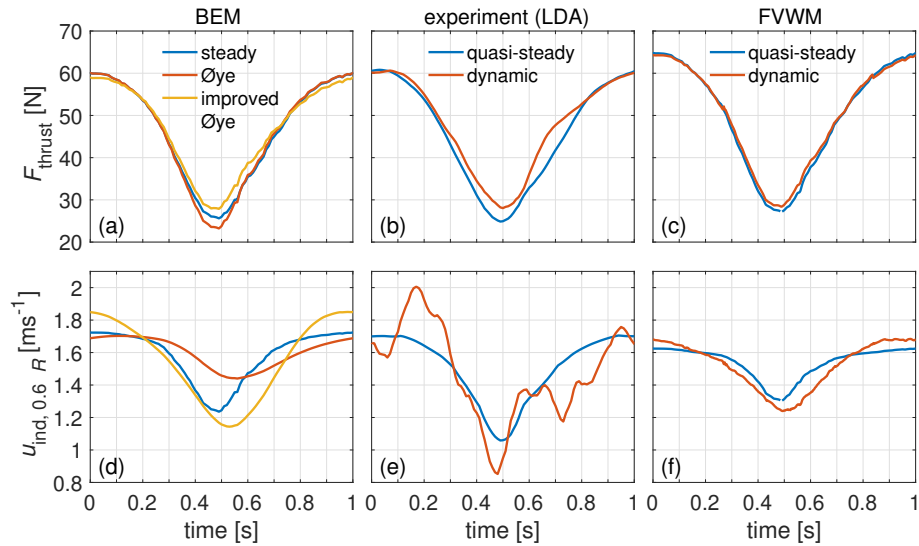 BEM
experiment (LDA)
FVWM
F_thrust [N]
70
60
50
40
30
20
steady
Øye
improved
Øye
(a)
quasi-steady
dynamic
(b)
quasi-steady
dynamic
(c)
u_ind, 0.6 R [ms⁻¹]
2
1.8
1.6
1.4
1.2
1
0.8
(d)
(e)
(f)
0 0.2 0.4 0.6 0.8 1
0 0.2 0.4 0.6 0.8 1
0 0.2 0.4 0.6 0.8 1
time [s]
time [s]
time [s]